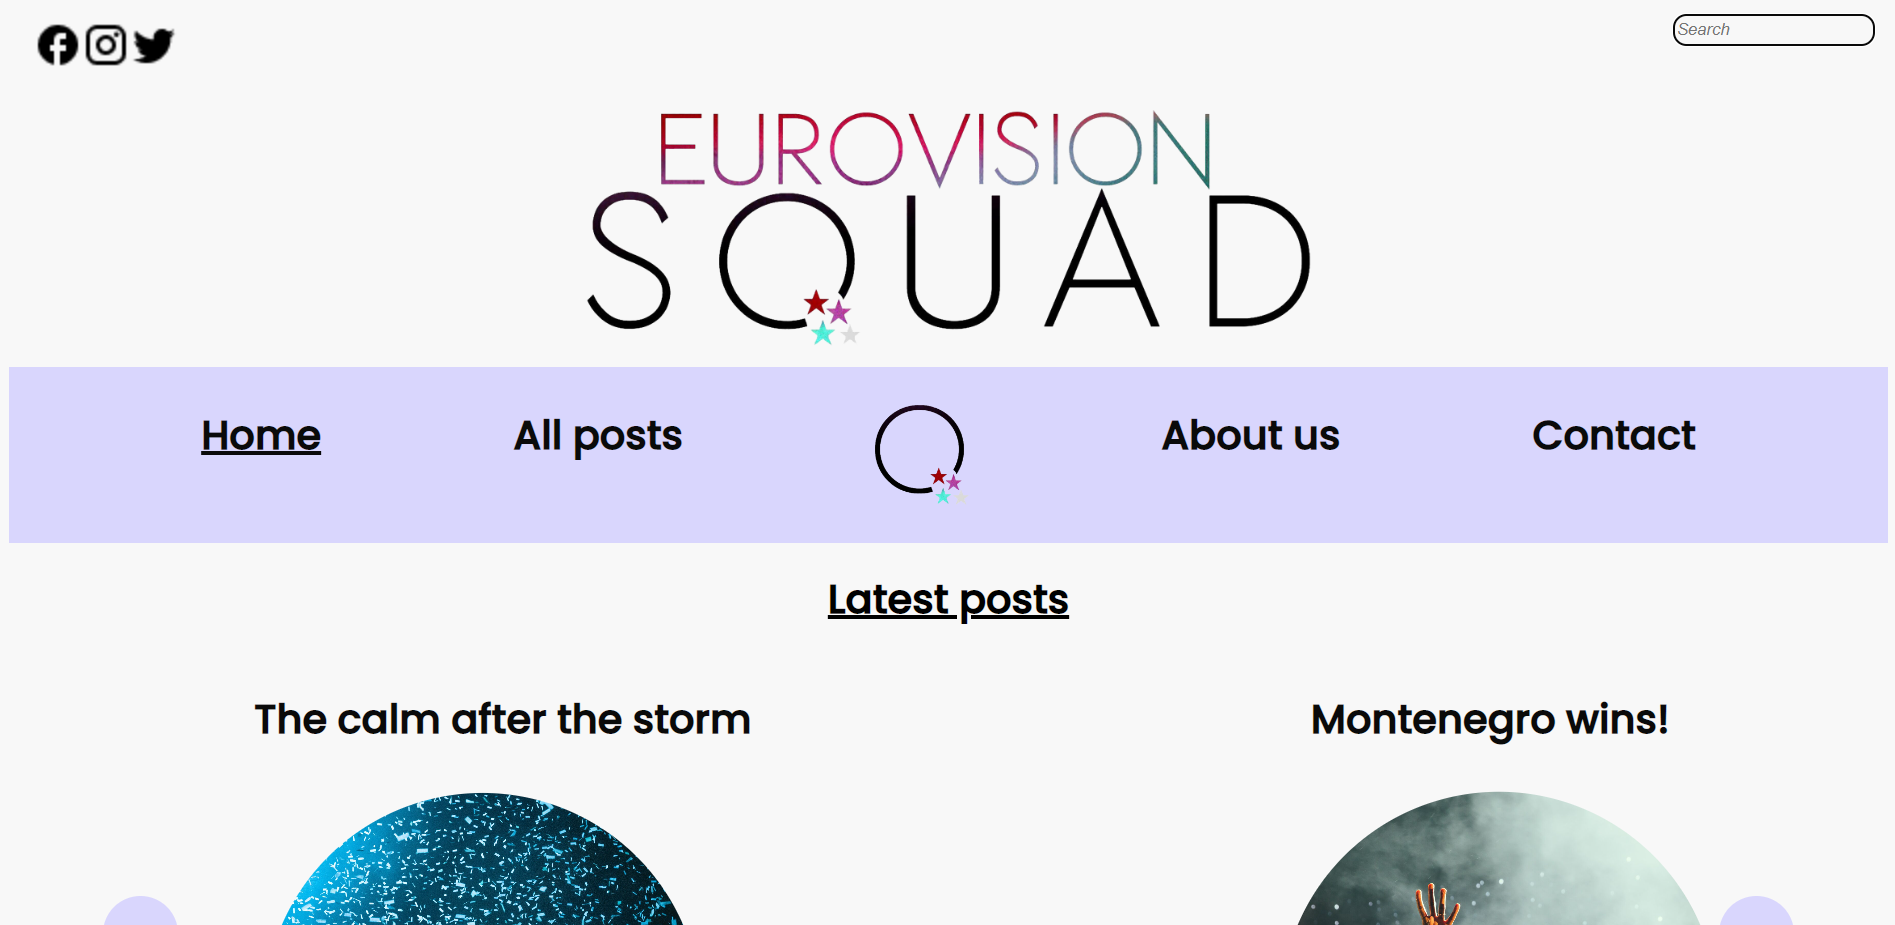 Search
EUROVISION
SQUAD
Home All posts About us Contact
Latest posts
The calm after the storm Montenegro wins!